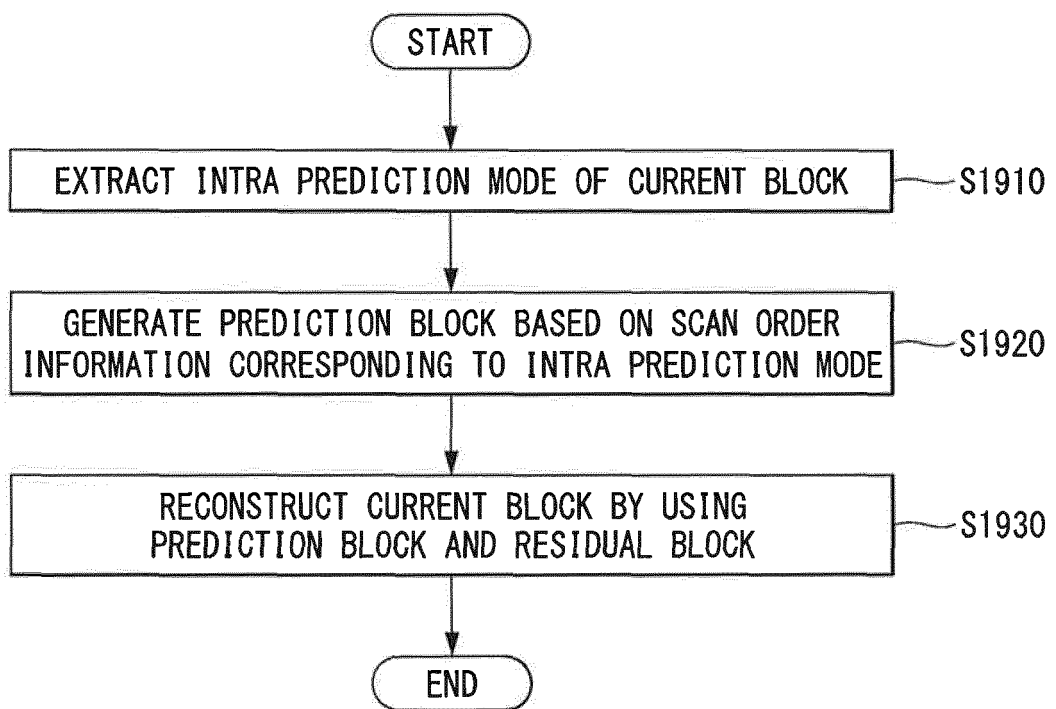 START
EXTRACT INTRA PREDICTION MODE OF CURRENT BLOCK
S1910
GENERATE PREDICTION BLOCK BASED ON SCAN ORDER
INFORMATION CORRESPONDING TO INTRA PREDICTION MODE
S1920
RECONSTRUCT CURRENT BLOCK BY USING
PREDICTION BLOCK AND RESIDUAL BLOCK
S1930
END